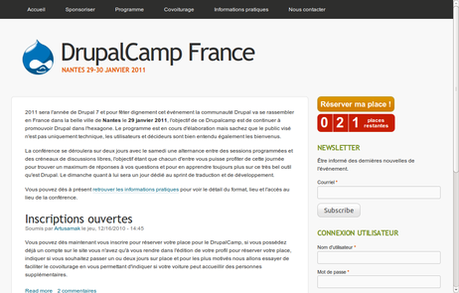 Accueil Sponsoriser Programme Covoiturage Informations pratiques Nous contacter
DrupalCamp France
NANTES 29-30 JANVIER 2011
2011 sera l'année de Drupal 7 et pour fêter dignement cet évènement la communauté Drupal va se rassembler
en France dans la belle ville de Nantes le 29 janvier 2011, l'objectif de ce Drupalcamp est de continuer à
promouvoir Drupal dans l'hexagone. Le programme est en cours d'élaboration mais sachez que le public visé
n'est pas uniquement technique, les utilisateurs et décideurs sont bien entendu également les bienvenus.
La conférence se déroulera sur deux jours avec le samedi une alternance entre des sessions programmées et
des créneaux de discussions libres, l'objectif étant que chacun d'entre vous puisse profiter de cette journée
pour trouver un maximum de réponses à vos questions et pour en apprendre toujours plus sur ce très bel outil
qu'est Drupal. Le dimanche quant à lui sera un jour dédié au sprint de traduction et de développement.
Vous pouvez dès à présent retrouver les informations pratiques pour voir le détail du format, lieu et l'accès au
lieu de la conférence.
Inscriptions ouvertes
Soumis par Artusamak le jeu, 12/16/2010 - 14:45
Vous pouvez dès maintenant vous inscrire pour réserver votre place pour le DrupalCamp, si vous possédez
déjà un compte sur le site vous n'avez qu'à vous rendre dans l'édition de votre profil pour réserver votre place,
indiquer si vous souhaitez passer un ou deux jours sur place et pour les plus motivés nous allons essayer de
faciliter le covoiturage en vous permettant d'indiquer si votre voiture peut accueillir des personnes
supplémentaires.
Read more 2 commentaires
Réserver ma place !
021 places
restantes
NEWSLETTER
Être informé des dernières nouvelles de
l'évènement.
Courriel *
Subscribe
CONNEXION UTILISATEUR
Nom d'utilisateur *
Mot de passe *